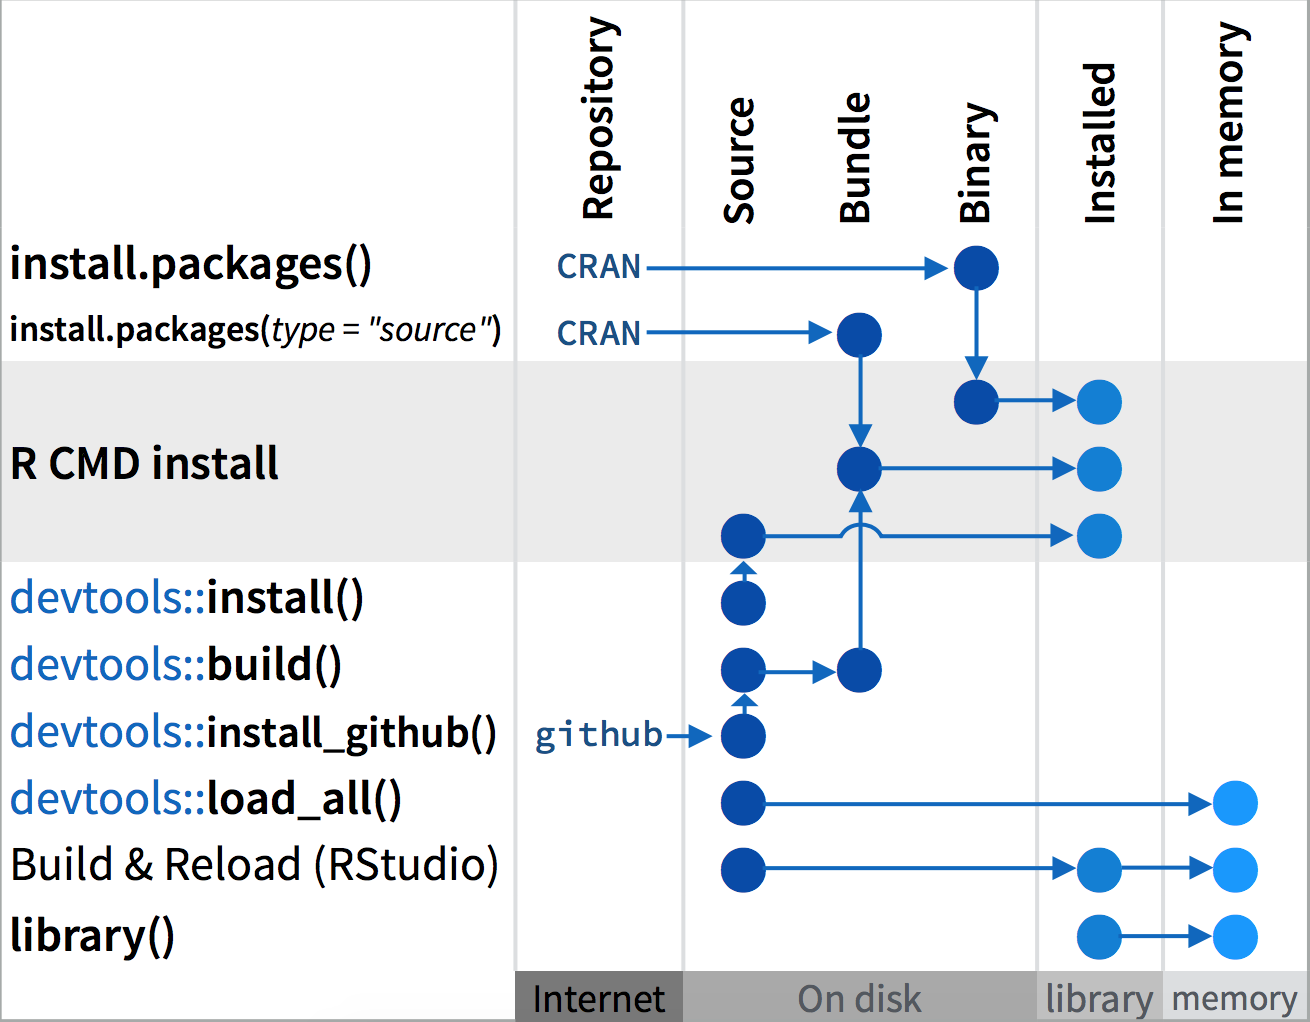 Repository
Source
Bundle
Binary
Installed
In memory
install.packages()
CRAN
install.packages(type = "source")
CRAN
R CMD install
devtools::install()
devtools::build()
devtools::install_github()
github
devtools::load_all()
Build & Reload (RStudio)
library()
Internet
On disk
library
memory